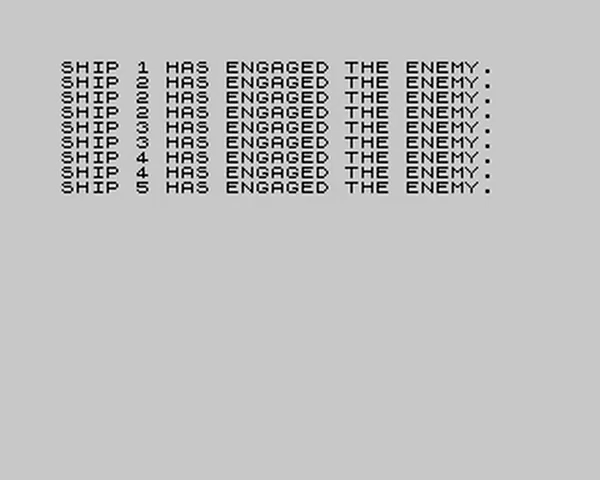 SHIP 1 HAS ENGAGED THE ENEMY.
SHIP 2 HAS ENGAGED THE ENEMY.
SHIP 2 HAS ENGAGED THE ENEMY.
SHIP 2 HAS ENGAGED THE ENEMY.
SHIP 3 HAS ENGAGED THE ENEMY.
SHIP 3 HAS ENGAGED THE ENEMY.
SHIP 4 HAS ENGAGED THE ENEMY.
SHIP 4 HAS ENGAGED THE ENEMY.
SHIP 5 HAS ENGAGED THE ENEMY.